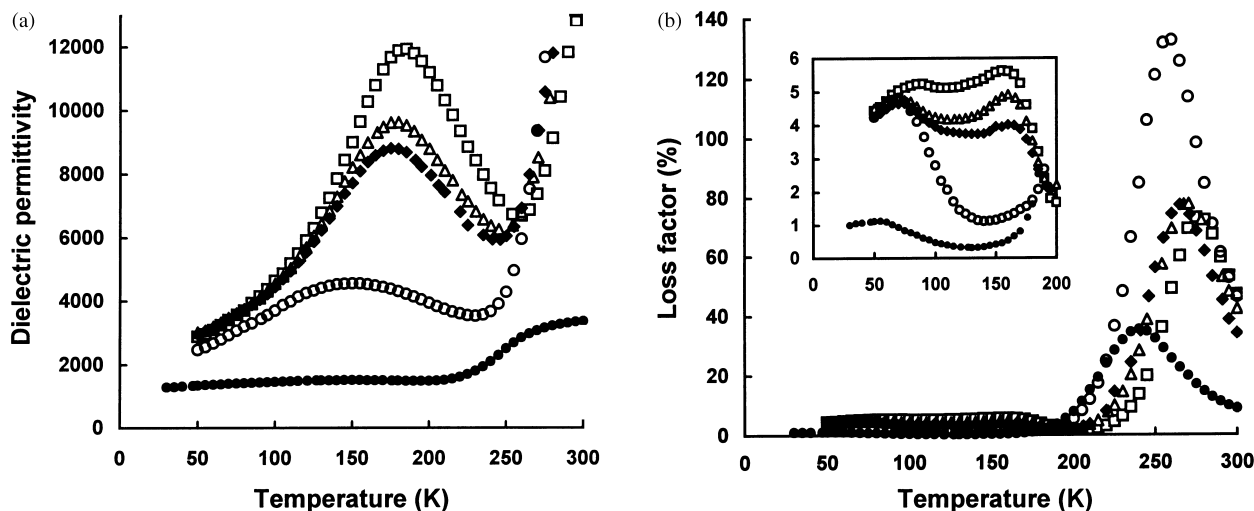 (a)
Dielectric permittivity
12000
10000
8000
6000
4000
2000
0
0 50 100 150 200 250 300
Temperature (K)
(b)
Loss factor (%)
140
120
100
80
60
40
20
0
0 50 100 150 200 250 300
Temperature (K)
6
5
4
3
2
1
0
0 50 100 150 200